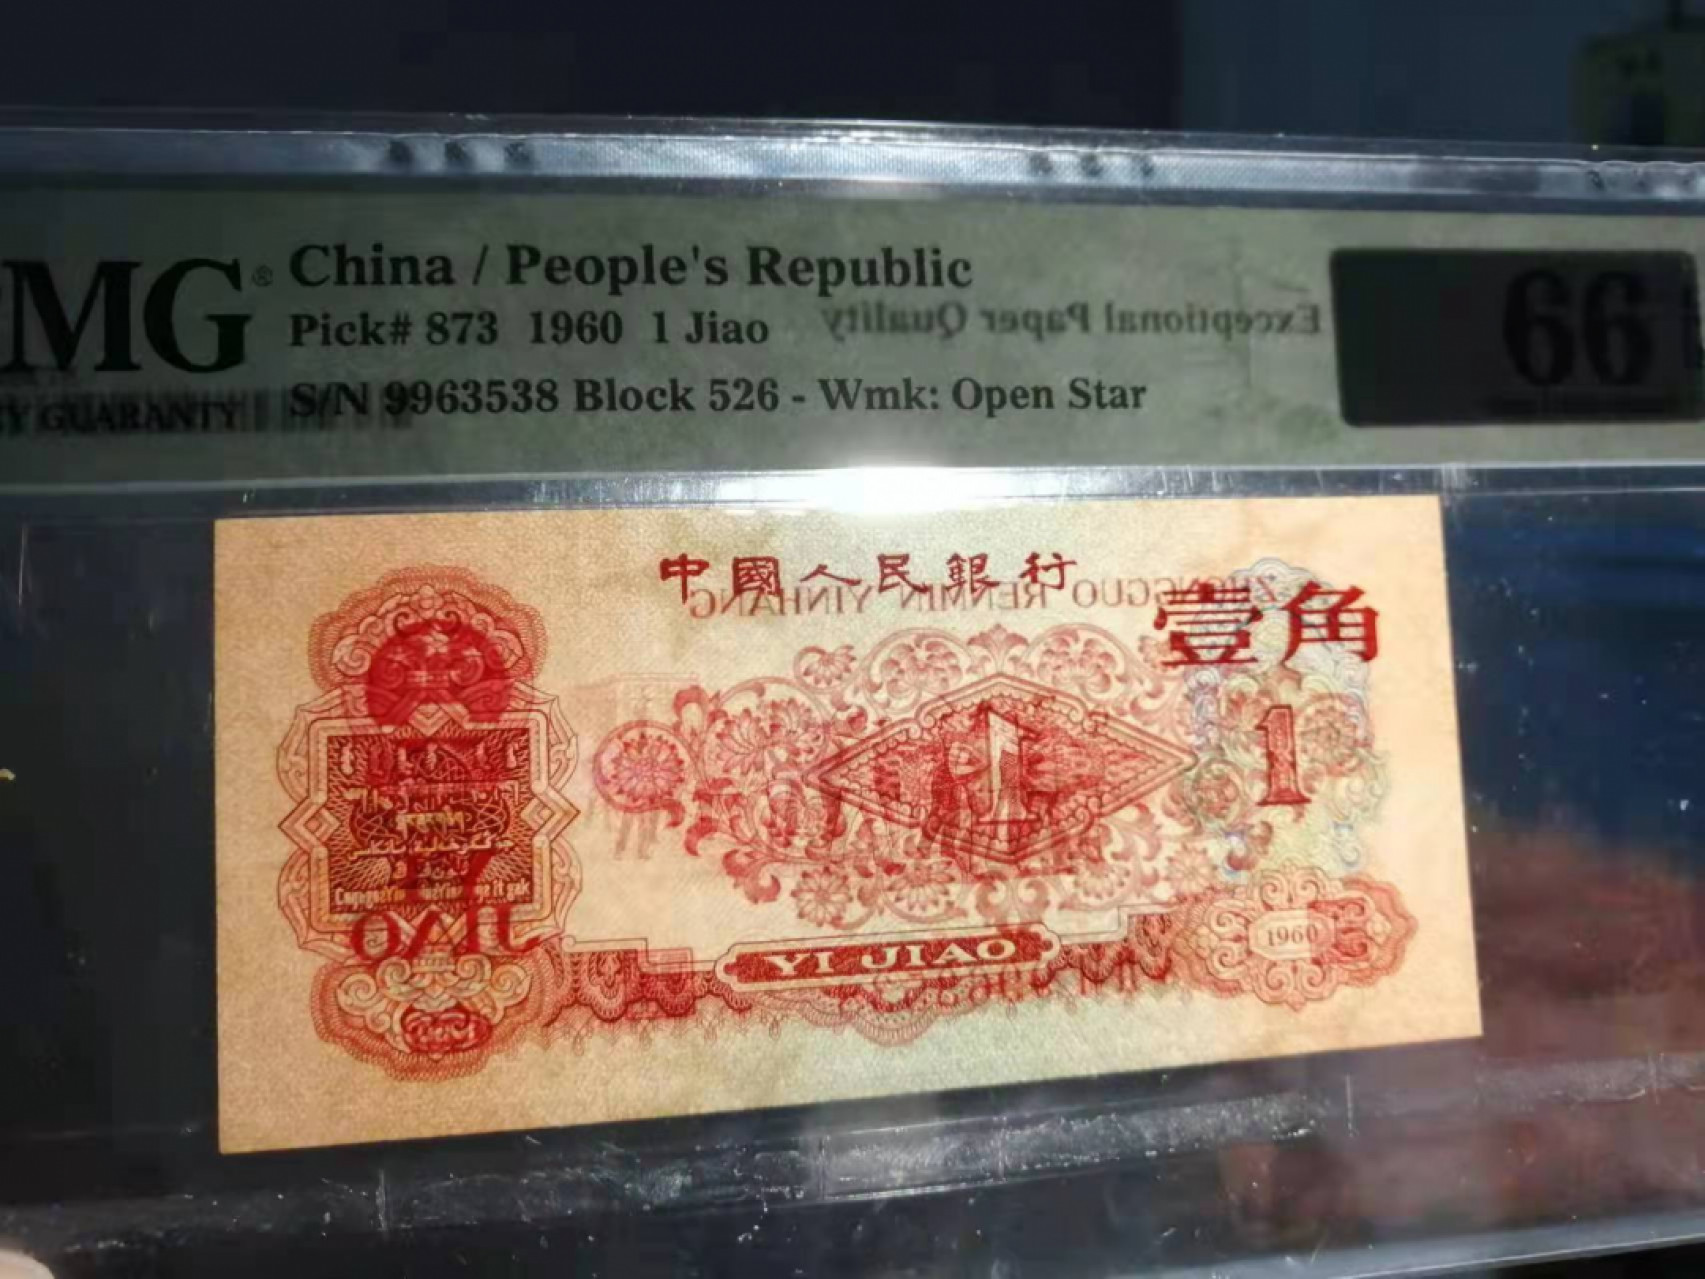 MG® China / People's Republic
Pick# 873 1960 1 Jiao Exceptional Paper Quality 66
S/N 9963538 Block 526 - Wmk: Open Star
Y GUARANTY
中國人民銀行
ZHONGGUO RENMIN YINHANG
壹角
1
1
YI JIAO
1960